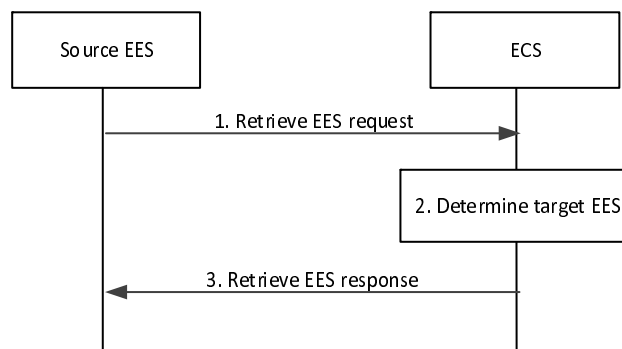 Source EES
ECS
1. Retrieve EES request
2. Determine target EES
3. Retrieve EES response